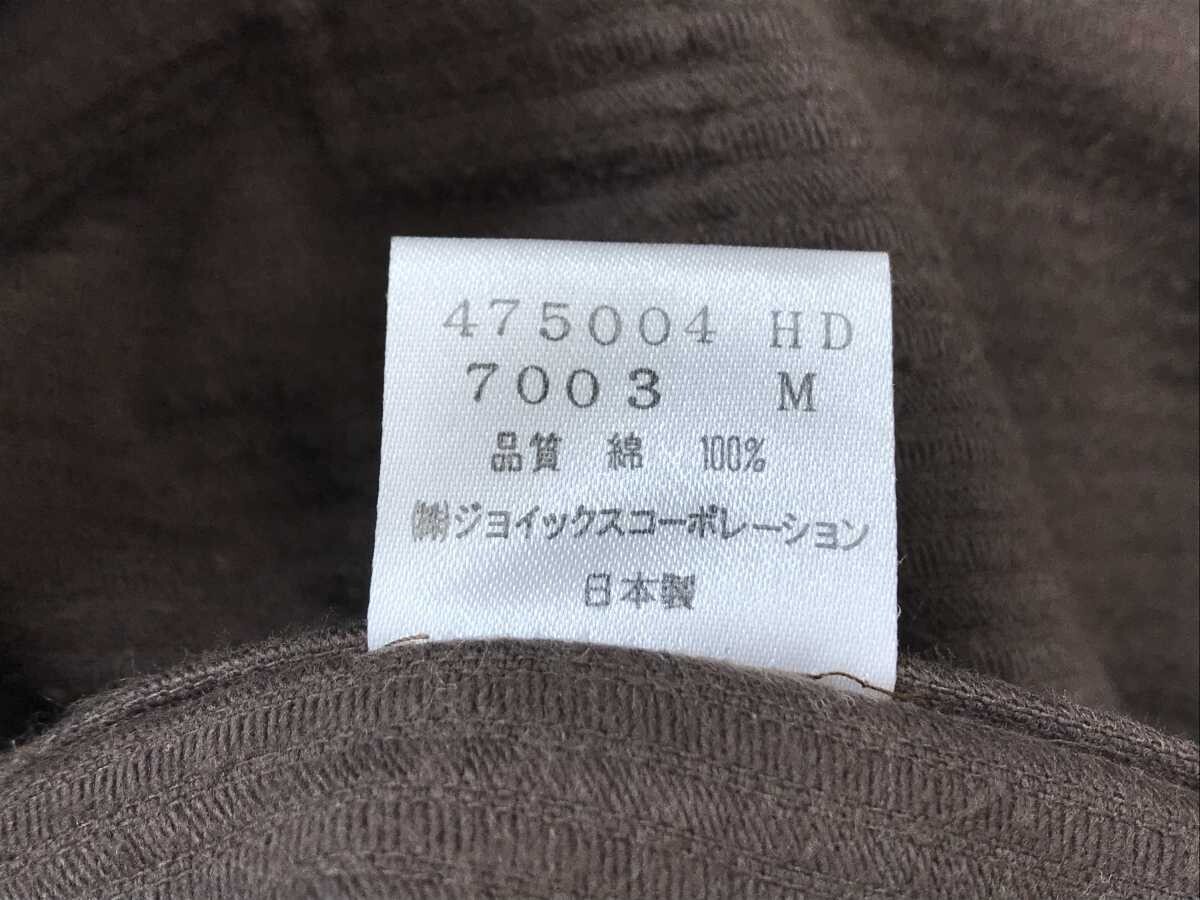 475004 HD
7003 M
品質 綿 100%
㈱ジョイックスコーポレーション
日本製